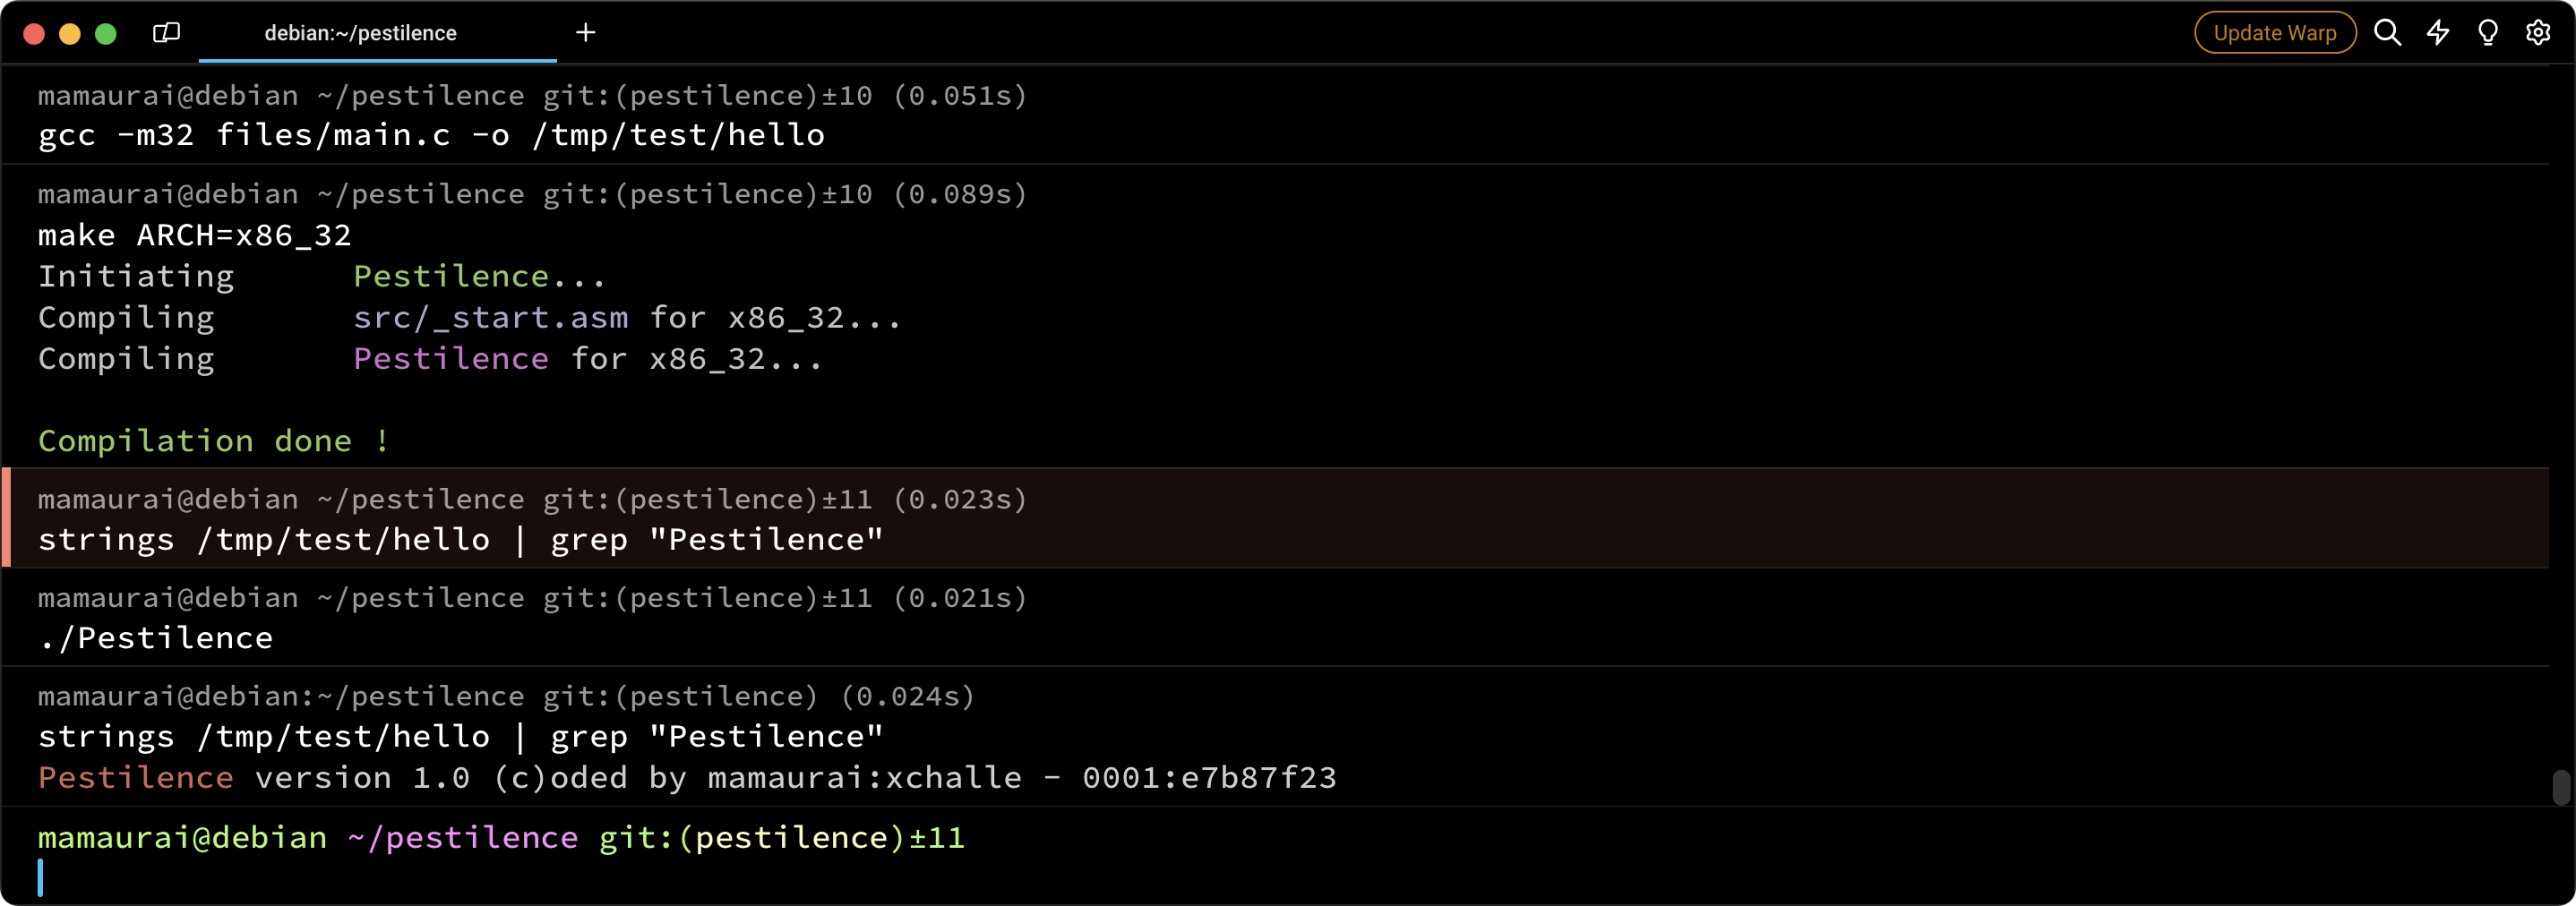 debian:~/pestilence
Update Warp
mamaurai@debian ~/pestilence git:(pestilence)±10 (0.051s)
gcc -m32 files/main.c -o /tmp/test/hello
mamaurai@debian ~/pestilence git:(pestilence)±10 (0.089s)
make ARCH=x86_32
Initiating Pestilence...
Compiling src/_start.asm for x86_32...
Compiling Pestilence for x86_32...
Compilation done !
mamaurai@debian ~/pestilence git:(pestilence)±11 (0.023s)
strings /tmp/test/hello | grep "Pestilence"
mamaurai@debian ~/pestilence git:(pestilence)±11 (0.021s)
./Pestilence
mamaurai@debian:~/pestilence git:(pestilence) (0.024s)
strings /tmp/test/hello | grep "Pestilence"
Pestilence version 1.0 (c)oded by mamaurai:xchalle - 0001:e7b87f23
mamaurai@debian ~/pestilence git:(pestilence)±11